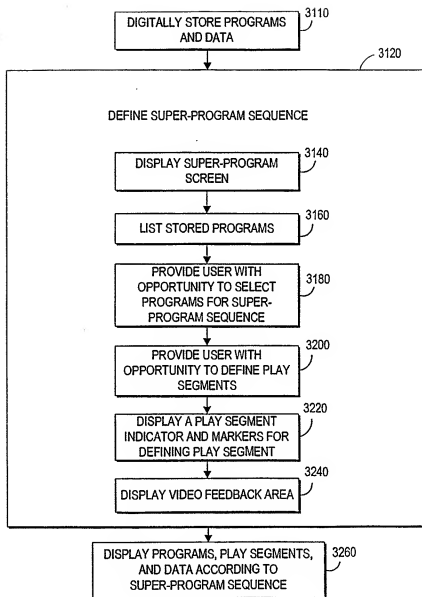 DIGITALLY STORE PROGRAMS
AND DATA
3110
3120
DEFINE SUPER-PROGRAM SEQUENCE
DISPLAY SUPER-PROGRAM
SCREEN
3140
LIST STORED PROGRAMS
3160
PROVIDE USER WITH
OPPORTUNITY TO SELECT
PROGRAMS FOR SUPER-
PROGRAM SEQUENCE
3180
PROVIDE USER WITH
OPPORTUNITY TO DEFINE PLAY
SEGMENTS
3200
DISPLAY A PLAY SEGMENT
INDICATOR AND MARKERS FOR
DEFINING PLAY SEGMENT
3220
DISPLAY VIDEO FEEDBACK AREA
3240
DISPLAY PROGRAMS, PLAY SEGMENTS,
AND DATA ACCORDING TO
SUPER-PROGRAM SEQUENCE
3260